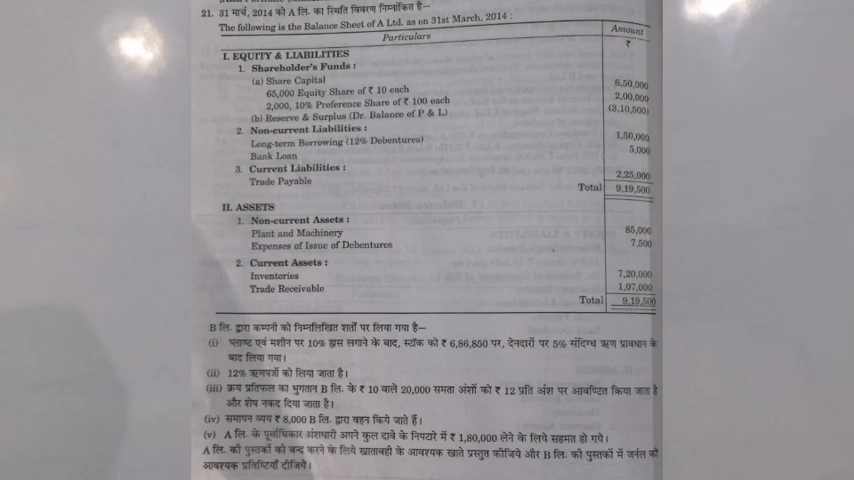 21. 31 मार्च, 2014 को A लि. का स्थिति विवरण निम्नांकित है—
The following is the Balance Sheet of A Ltd. as on 31st March, 2014 :
Particulars Amount
₹
I. EQUITY & LIABILITIES
1. Shareholder's Funds :
(a) Share Capital
65,000 Equity Share of ₹ 10 each 6,50,000
2,000, 10% Preference Share of ₹ 100 each 2,00,000
(b) Reserve & Surplus (Dr. Balance of P & L) (3,10,500)
2. Non-current Liabilities :
Long-term Borrowing (12% Debentures) 1,50,000
Bank Loan 5,000
3. Current Liabilities :
Trade Payable 2,25,000
Total 9,19,500
II. ASSETS
1. Non-current Assets :
Plant and Machinery 85,000
Expenses of Issue of Debentures 7,500
2. Current Assets :
Inventories 7,20,000
Trade Receivable 1,07,000
Total 9,19,500
B लि. द्वारा कम्पनी को निम्नलिखित शर्तों पर लिया गया है—
(i) प्लाण्ट एवं मशीन पर 10% ह्रास लगाने के बाद, स्टॉक को ₹ 6,86,850 पर, देनदारों पर 5% संदिग्ध ऋण प्रावधान के
बाद लिया गया।
(ii) 12% ऋणपत्रों को लिया जाता है।
(iii) क्रय प्रतिफल का भुगतान B लि. के ₹ 10 वाले 20,000 समता अंशों को ₹ 12 प्रति अंश पर आबण्टित किया जाता है
और शेष नकद दिया जाता है।
(iv) समापन व्यय ₹ 8,000 B लि. द्वारा वहन किये जाते हैं।
(v) A लि. के पूर्वाधिकार अंशधारी अपने कुल दावे के निपटारे में ₹ 1,80,000 लेने के लिये सहमत हो गये।
A लि. की पुस्तकों को बन्द करने के लिये खाताबही के आवश्यक खाते प्रस्तुत कीजिये और B लि. की पुस्तकों में जर्नल की
आवश्यक प्रविष्टियाँ दीजिये।